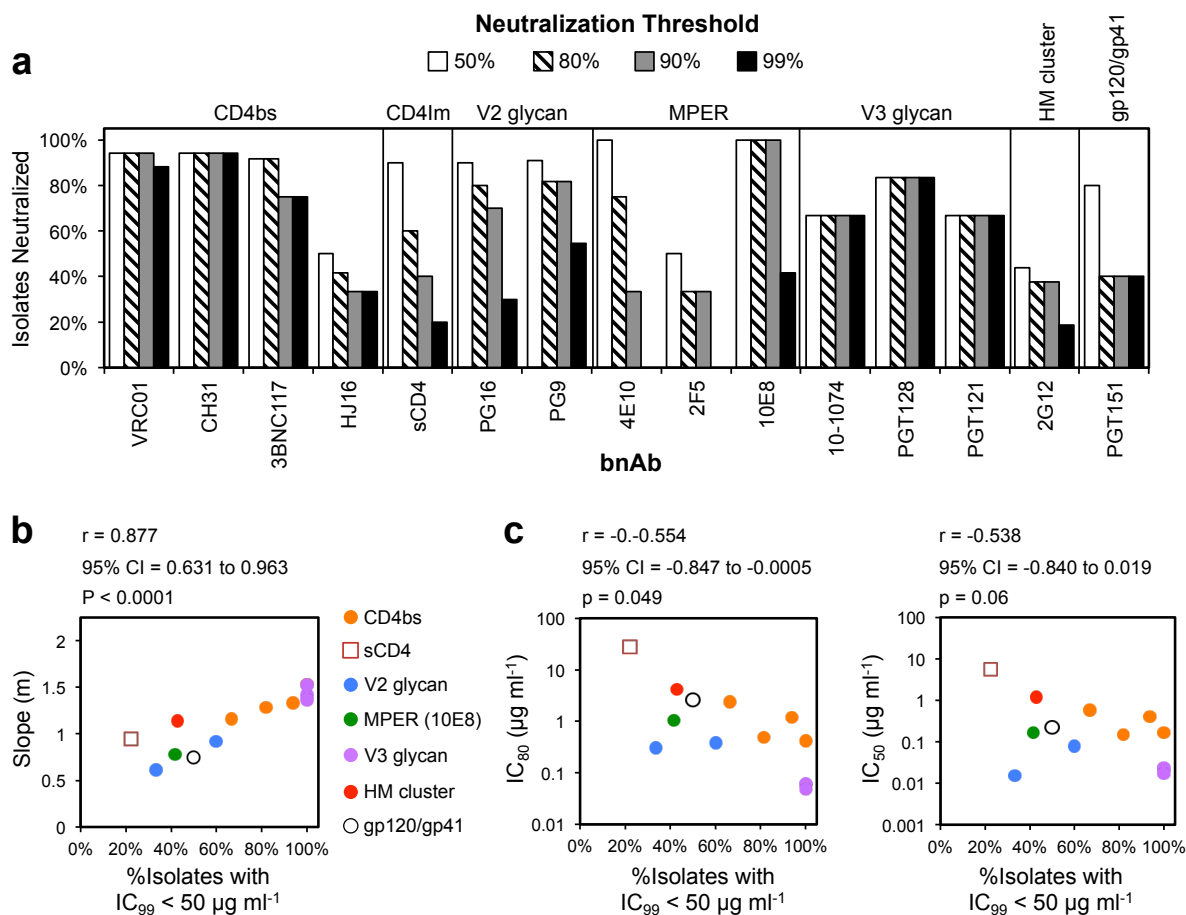 Neutralization Threshold
a
50% 80% 90% 99%
HM cluster
gp120/gp41
CD4bs CD4Im V2 glycan MPER V3 glycan
Isolates Neutralized
100%
80%
60%
40%
20%
0%
VRC01
CH31
3BNC117
HJ16
sCD4
PG16
PG9
4E10
2F5
10E8
10-1074
PGT128
PGT121
2G12
PGT151
bnAb
b
r = 0.877
95% CI = 0.631 to 0.963
P < 0.0001
Slope (m)
2
1.5
1
0.5
0
0% 20% 40% 60% 80% 100%
%Isolates with
IC99 < 50 µg ml-1
CD4bs
sCD4
V2 glycan
MPER (10E8)
V3 glycan
HM cluster
gp120/gp41
c
r = -0.-0.554
95% CI = -0.847 to -0.0005
p = 0.049
IC80 (µg ml-1)
100
10
1
0.1
0.01
0% 20% 40% 60% 80% 100%
%Isolates with
IC99 < 50 µg ml-1
r = -0.538
95% CI = -0.840 to 0.019
p = 0.06
IC50 (µg ml-1)
100
10
1
0.1
0.01
0.001
0% 20% 40% 60% 80% 100%
%Isolates with
IC99 < 50 µg ml-1